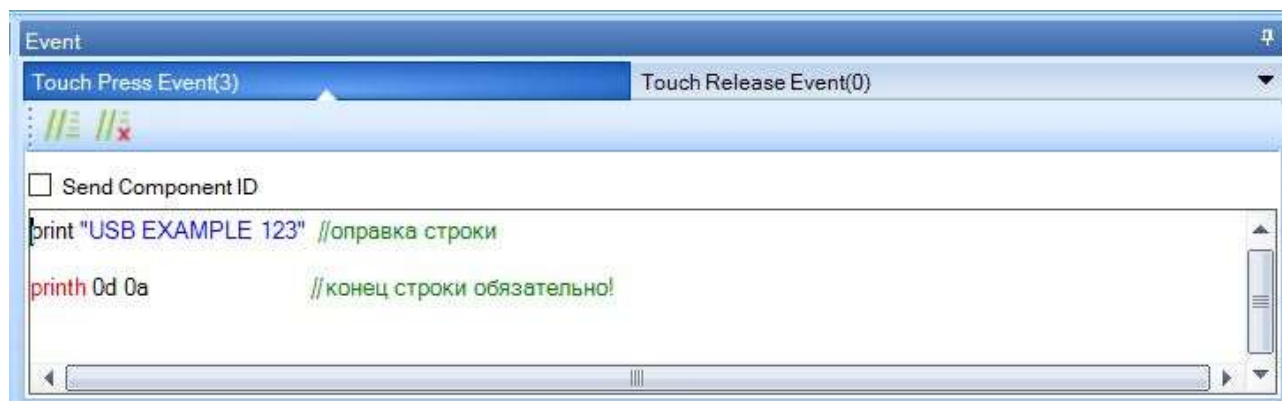 Event
Touch Press Event(3) Touch Release Event(0)
Send Component ID
print "USB EXAMPLE 123" //оправка строки
printh 0d 0a //конец строки обязательно!